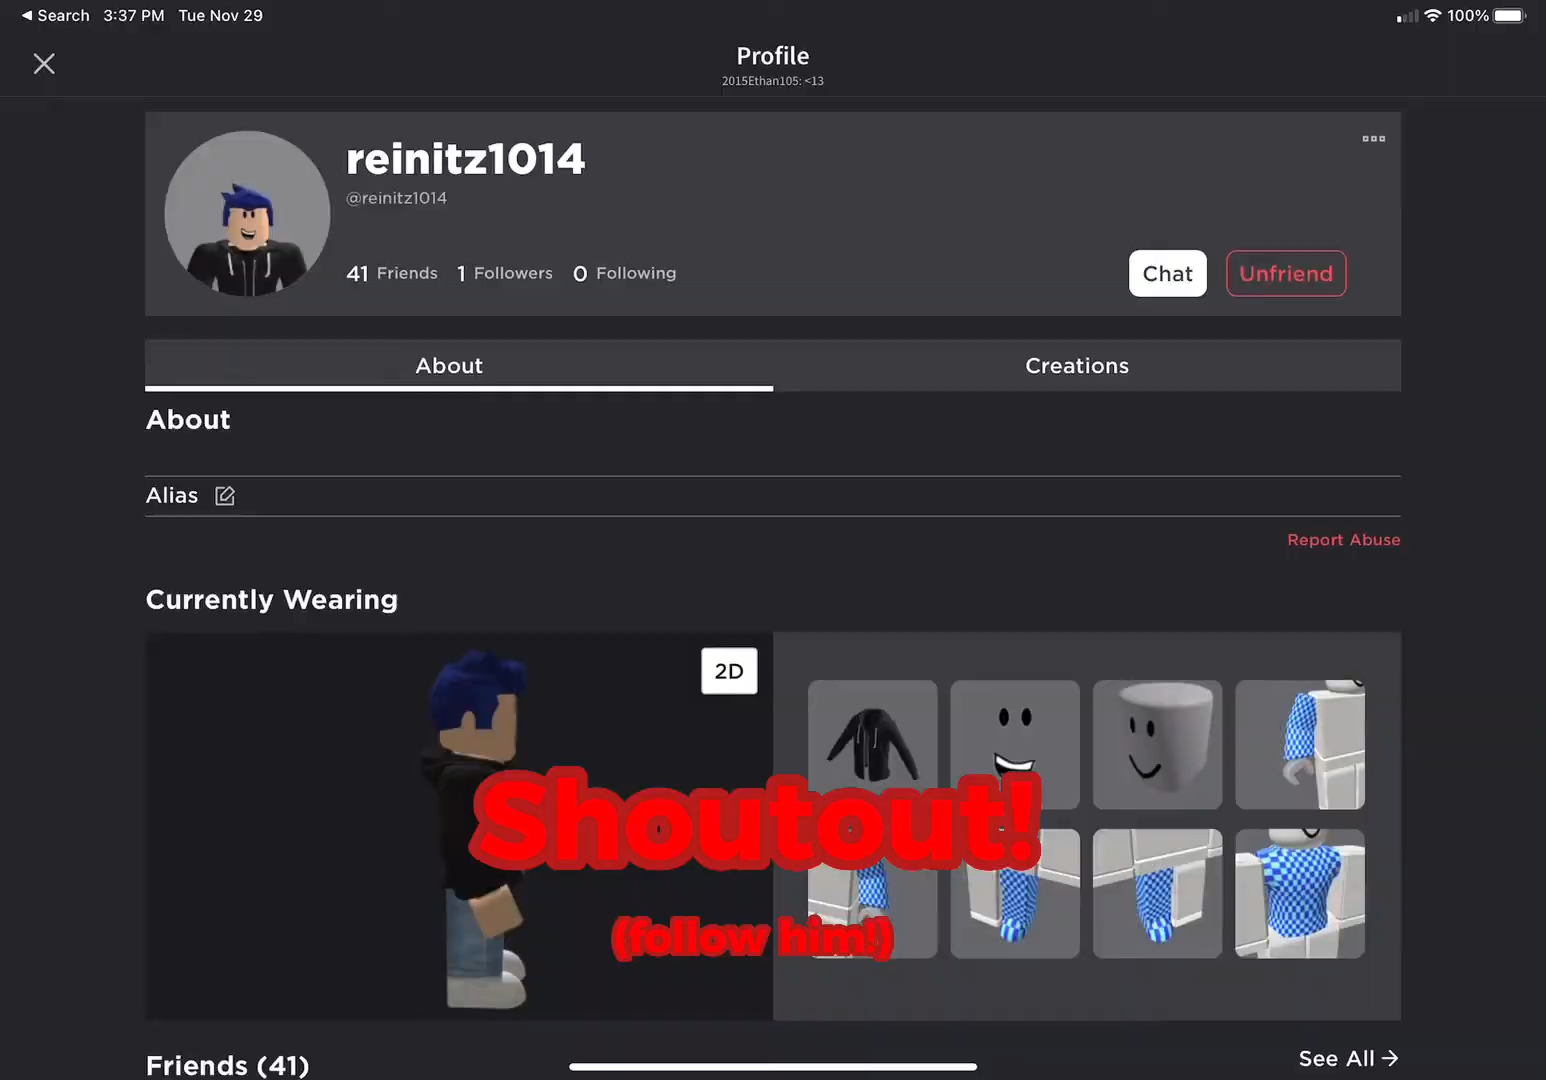 Search 3:37 PM Tue Nov 29
100%
Profile
2015Ethan105: <13
reinitz1014
@reinitz1014
41 Friends 1 Followers 0 Following
Chat
Unfriend
About
Creations
About
Alias
Report Abuse
Currently Wearing
2D
Shoutout!
(follow him!)
Friends (41)
See All